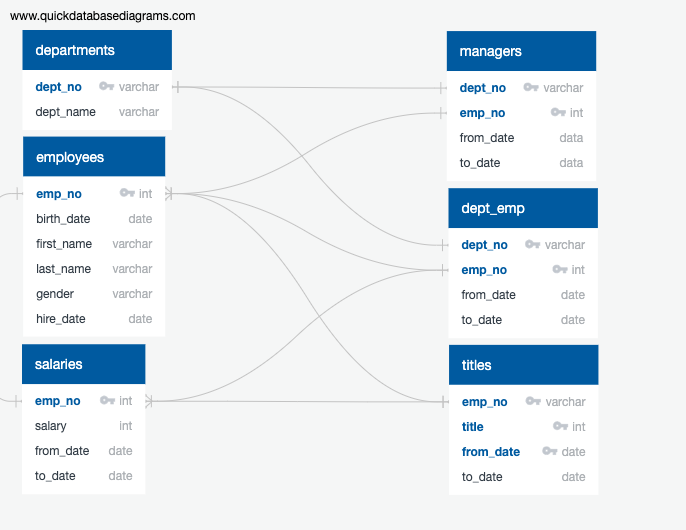 www.quickdatabasediagrams.com
departments
dept_no varchar
dept_name varchar
employees
emp_no int
birth_date date
first_name varchar
last_name varchar
gender varchar
hire_date date
salaries
emp_no int
salary int
from_date date
to_date date
managers
dept_no varchar
emp_no int
from_date data
to_date data
dept_emp
dept_no varchar
emp_no int
from_date date
to_date date
titles
emp_no varchar
title int
from_date date
to_date date